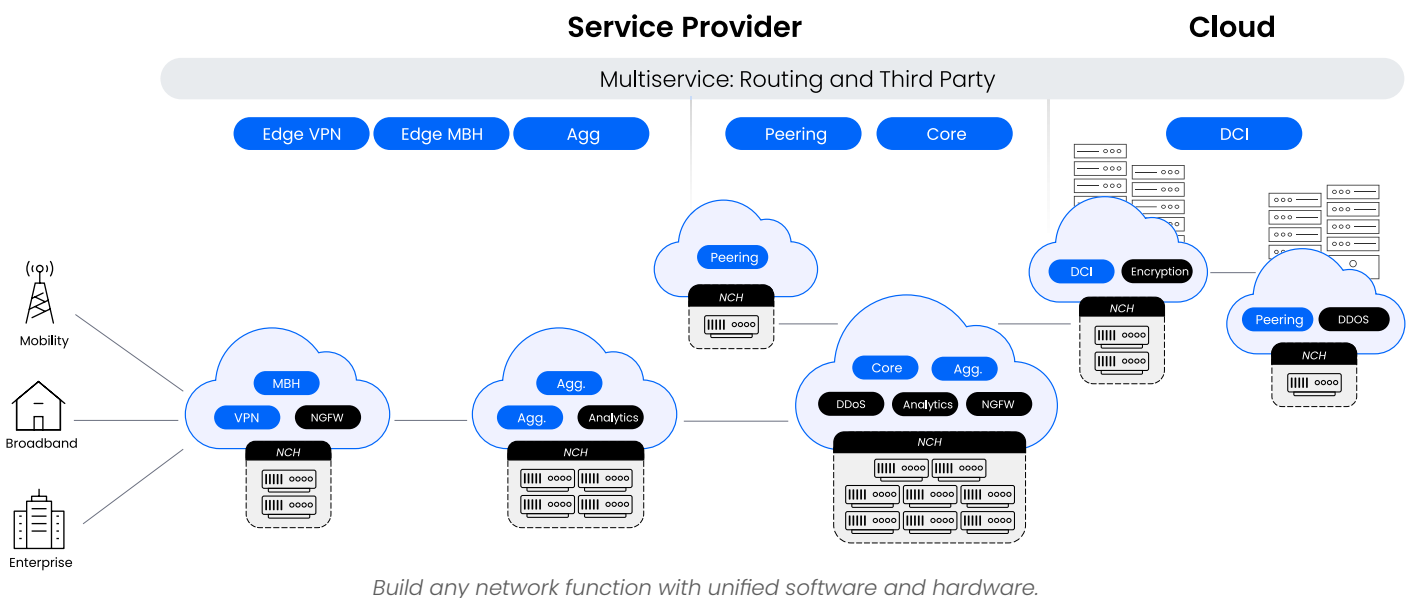 Service Provider
Cloud
Multiservice: Routing and Third Party
Edge VPN
Edge MBH
Agg
Peering
Core
DCI
Mobility
Broadband
Enterprise
MBH
VPN
NGFW
NCH
Agg.
Agg.
Analytics
NCH
Peering
NCH
Core
Agg.
DDoS
Analytics
NGFW
NCH
DCI
Encryption
NCH
Peering
DDOS
NCH
Build any network function with unified software and hardware.